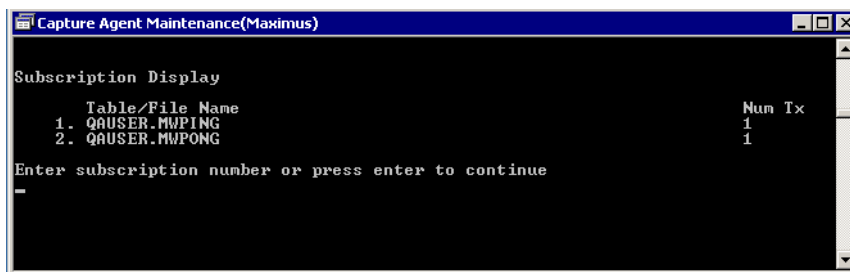 Capture Agent Maintenance(Maximus)
Subscription Display
Table/File Name Num Tx
1. QAUSER.MWPING 1
2. QAUSER.MWPONG 1
Enter subscription number or press enter to continue